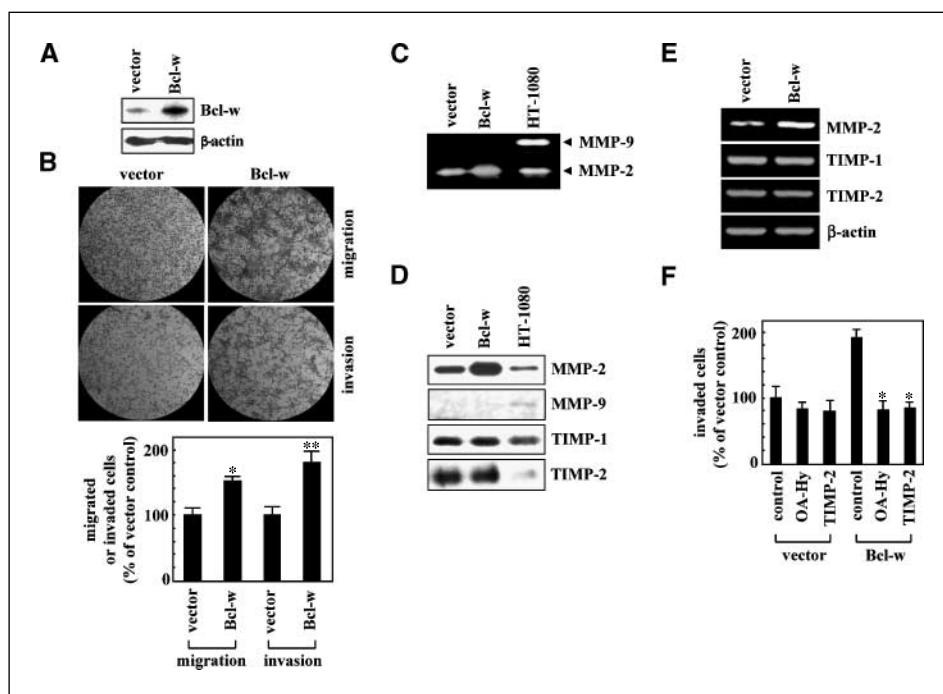 A
vector
Bcl-w
Bcl-w
β-actin
B
vector
Bcl-w
migration
invasion
migrated
or invaded cells
(% of vector control)
200
100
0
*
**
vector
Bcl-w
vector
Bcl-w
migration
invasion
C
vector
Bcl-w
HT-1080
MMP-9
MMP-2
D
vector
Bcl-w
HT-1080
MMP-2
MMP-9
TIMP-1
TIMP-2
E
vector
Bcl-w
MMP-2
TIMP-1
TIMP-2
β-actin
F
invaded cells
(% of vector control)
200
100
0
*
*
control
OA-Hy
TIMP-2
control
OA-Hy
TIMP-2
vector
Bcl-w